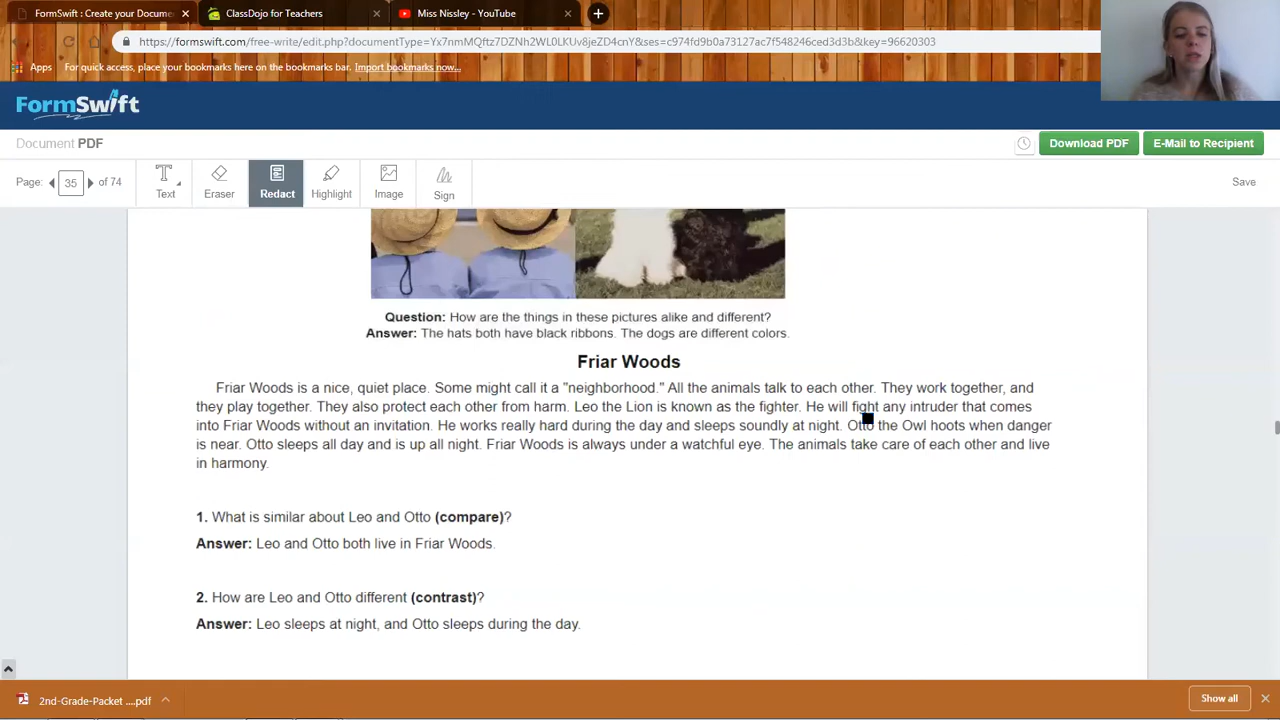 FormSwift : Create your Docume
ClassDojo for Teachers
Miss Nissley - YouTube
https://formswift.com/free-write/edit.php?documentType=Yx7nmMQftz7DZNh2WL0LKUv8jeZD4cnY&ses=c974fd9b0a73127ac7f548246ced3d3b&key=96620303
Apps For quick access, place your bookmarks here on the bookmarks bar. Import bookmarks now...
FormSwift
Document PDF
Download PDF
E-Mail to Recipient
Page: 35 of 74
Text
Eraser
Redact
Highlight
Image
Sign
Save
Question: How are the things in these pictures alike and different?
Answer: The hats both have black ribbons. The dogs are different colors.
Friar Woods
Friar Woods is a nice, quiet place. Some might call it a "neighborhood." All the animals talk to each other. They work together, and
they play together. They also protect each other from harm. Leo the Lion is known as the fighter. He will fight any intruder that comes
into Friar Woods without an invitation. He works really hard during the day and sleeps soundly at night. Otto the Owl hoots when danger
is near. Otto sleeps all day and is up all night. Friar Woods is always under a watchful eye. The animals take care of each other and live
in harmony.
1. What is similar about Leo and Otto (compare)?
Answer: Leo and Otto both live in Friar Woods.
2. How are Leo and Otto different (contrast)?
Answer: Leo sleeps at night, and Otto sleeps during the day.
2nd-Grade-Packet ....pdf
Show all